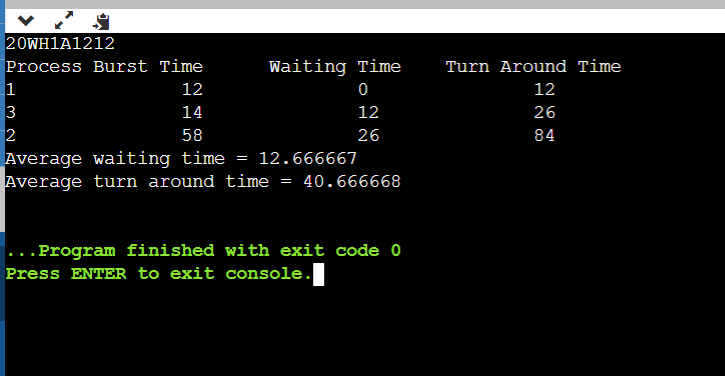 20WH1A1212
Process Burst Time      Waiting Time    Turn Around Time
1               12              0               12
3               14              12              26
2               58              26              84
Average waiting time = 12.666667
Average turn around time = 40.666668
...Program finished with exit code 0
Press ENTER to exit console.